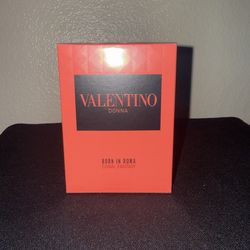 VALENTINO
DONNA
BORN IN ROMA
CORAL FANTASY